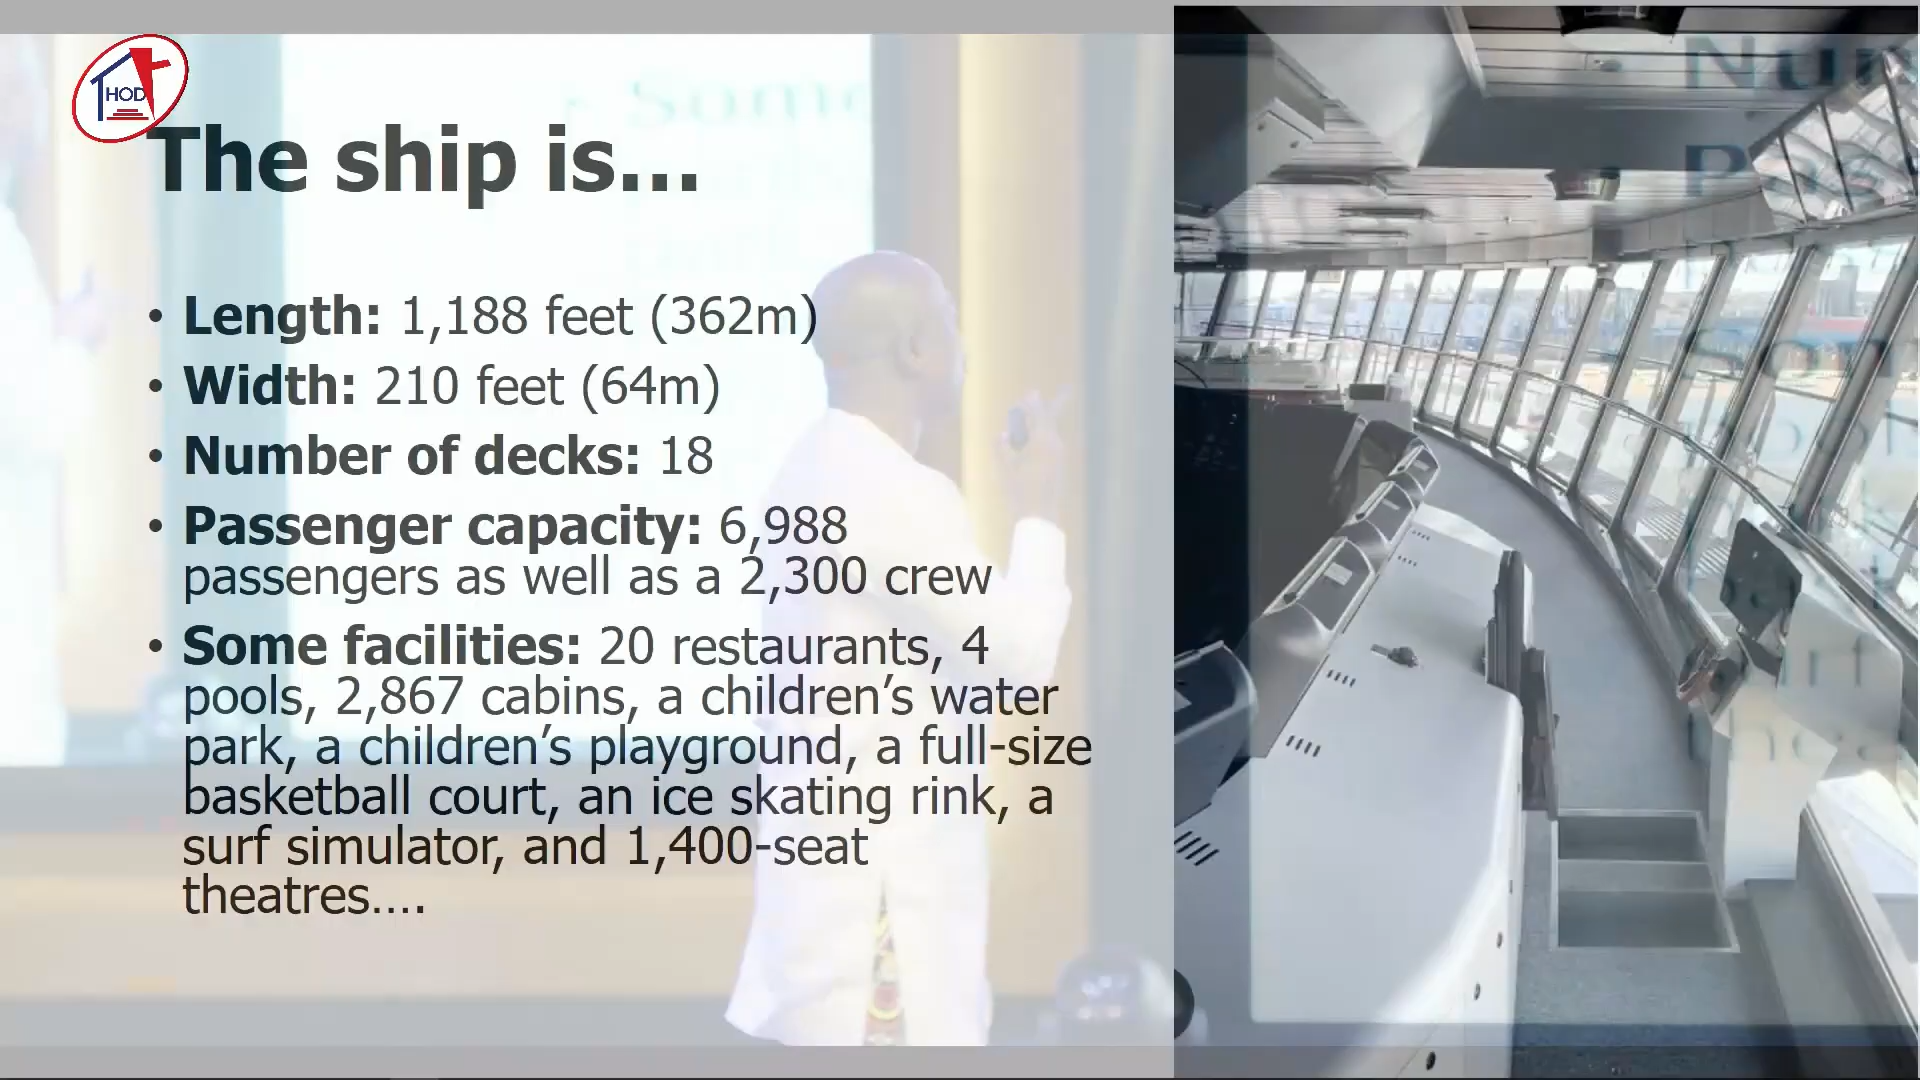 HOD
The ship is...
• Length: 1,188 feet (362m)
• Width: 210 feet (64m)
• Number of decks: 18
• Passenger capacity: 6,988
passengers as well as a 2,300 crew
• Some facilities: 20 restaurants, 4
pools, 2,867 cabins, a children’s water
park, a children’s playground, a full-size
basketball court, an ice skating rink, a
surf simulator, and 1,400-seat
theatres….
Some